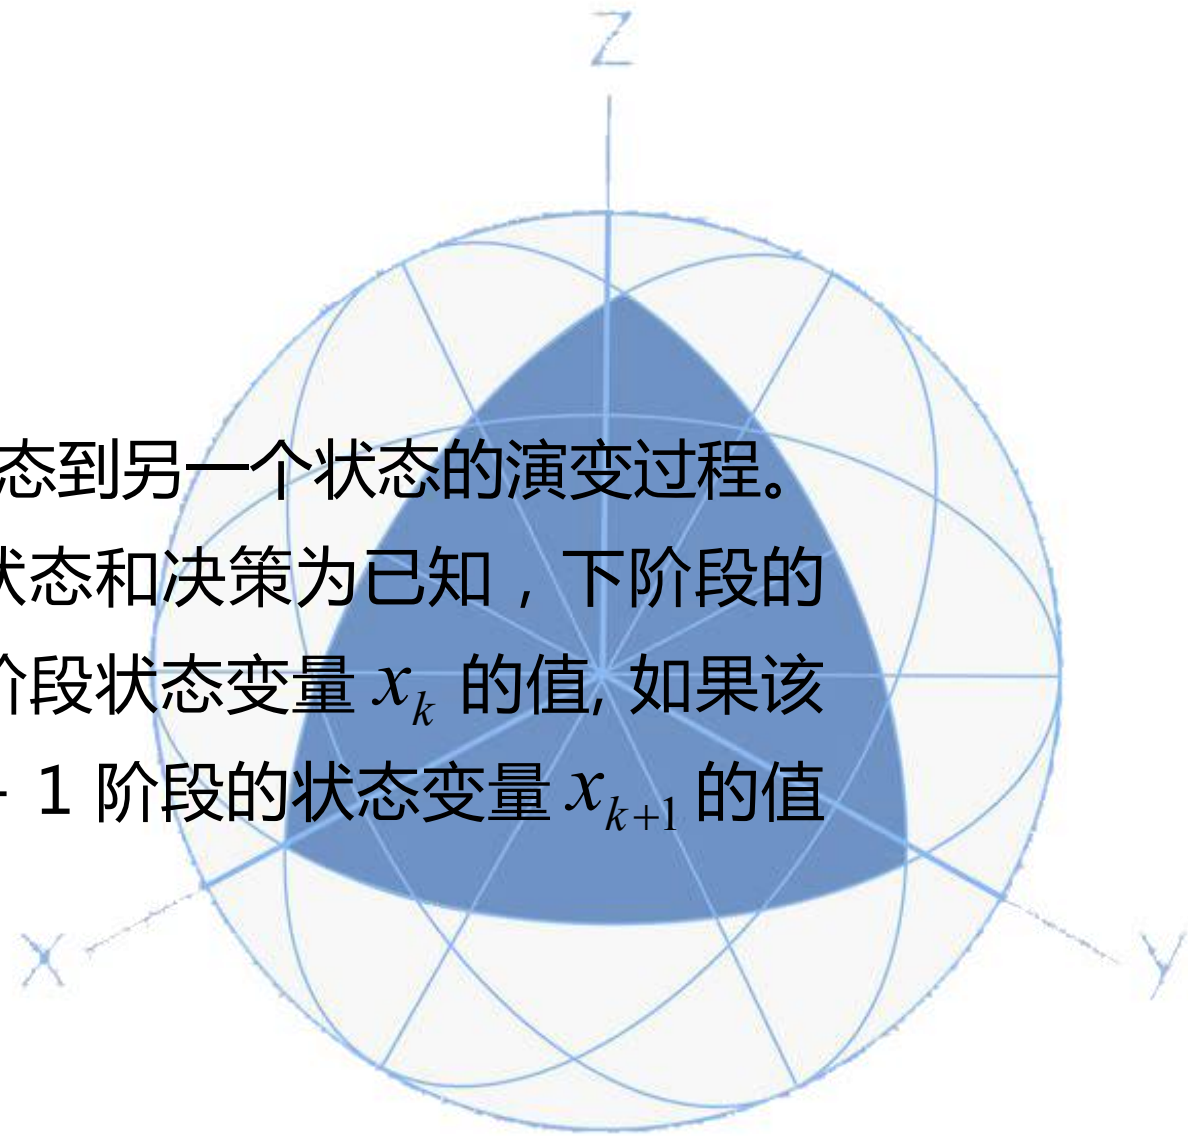 Z
态到另一个状态的演变过程。
状态和决策为已知，下阶段的
阶段状态变量 x_k 的值, 如果该
+ 1 阶段的状态变量 x_{k+1} 的值
X Y